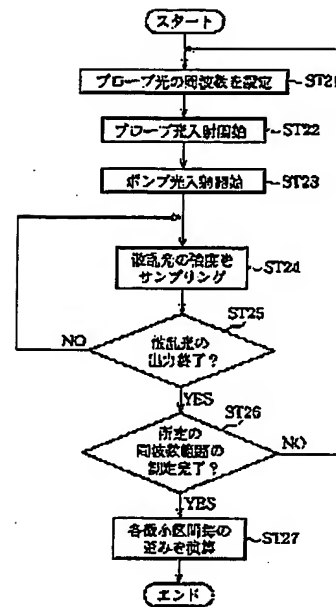 スタート
プローブ光の周波数を設定
ST21
プローブ光入射開始
ST22
ポンプ光入射開始
ST23
散乱光の強度を
サンプリング
ST24
ST25
散乱光の
出力終了?
NO
YES
ST26
所定の
周波数範囲の
測定完了?
NO
YES
各微小区間毎の
歪みを演算
ST27
エンド